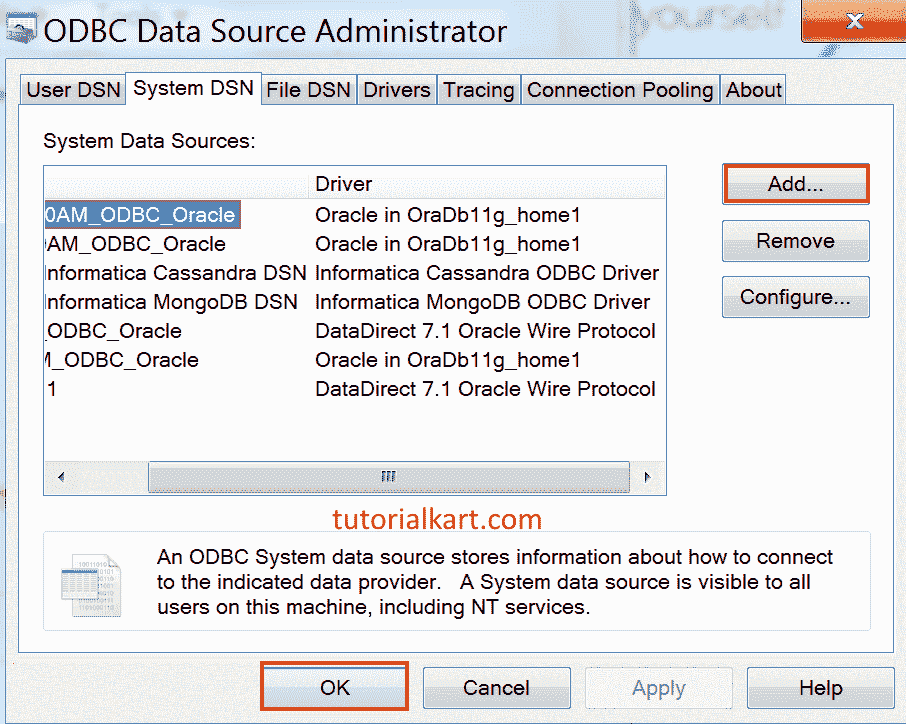 ODBC Data Source Administrator
User DSN System DSN File DSN Drivers Tracing Connection Pooling About
System Data Sources:
Driver
Add...
0AM_ODBC_Oracle Oracle in OraDb11g_home1
AM_ODBC_Oracle Oracle in OraDb11g_home1
Remove
Informatica Cassandra DSN Informatica Cassandra ODBC Driver
Informatica MongoDB DSN Informatica MongoDB ODBC Driver
Configure...
_ODBC_Oracle DataDirect 7.1 Oracle Wire Protocol
M_ODBC_Oracle Oracle in OraDb11g_home1
1 DataDirect 7.1 Oracle Wire Protocol
tutorialkart.com
An ODBC System data source stores information about how to connect
to the indicated data provider. A System data source is visible to all
users on this machine, including NT services.
OK Cancel Apply Help